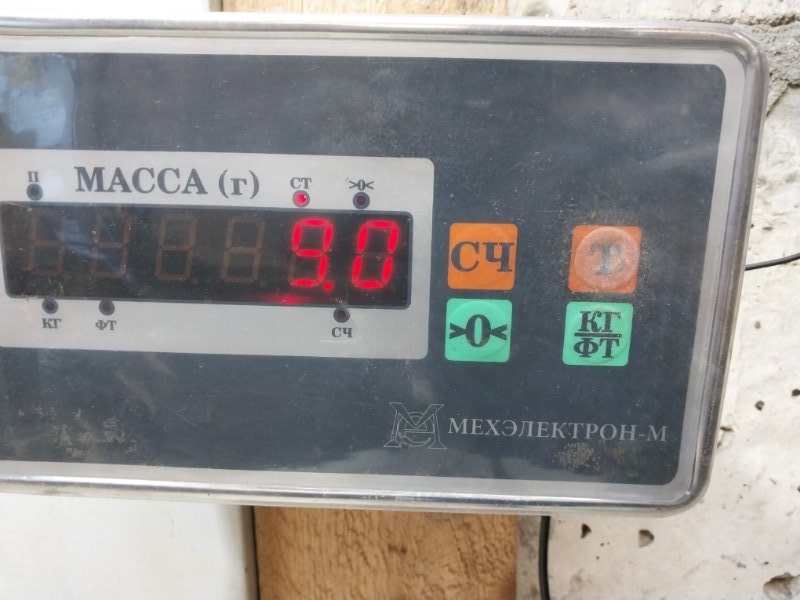 П МАССА (г) СТ >0<
9.0
КГ ФТ СЧ
СЧ Т
>0< КГ
ФТ
МЕХЭЛЕКТРОН-М